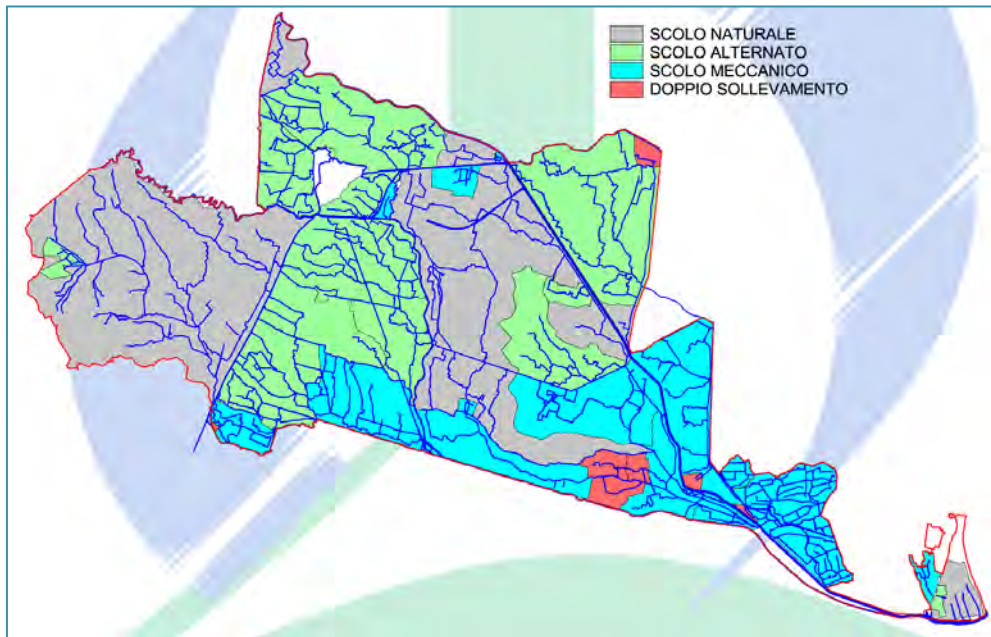 SCOLO NATURALE
SCOLO ALTERNATO
SCOLO MECCANICO
DOPPIO SOLLEVAMENTO